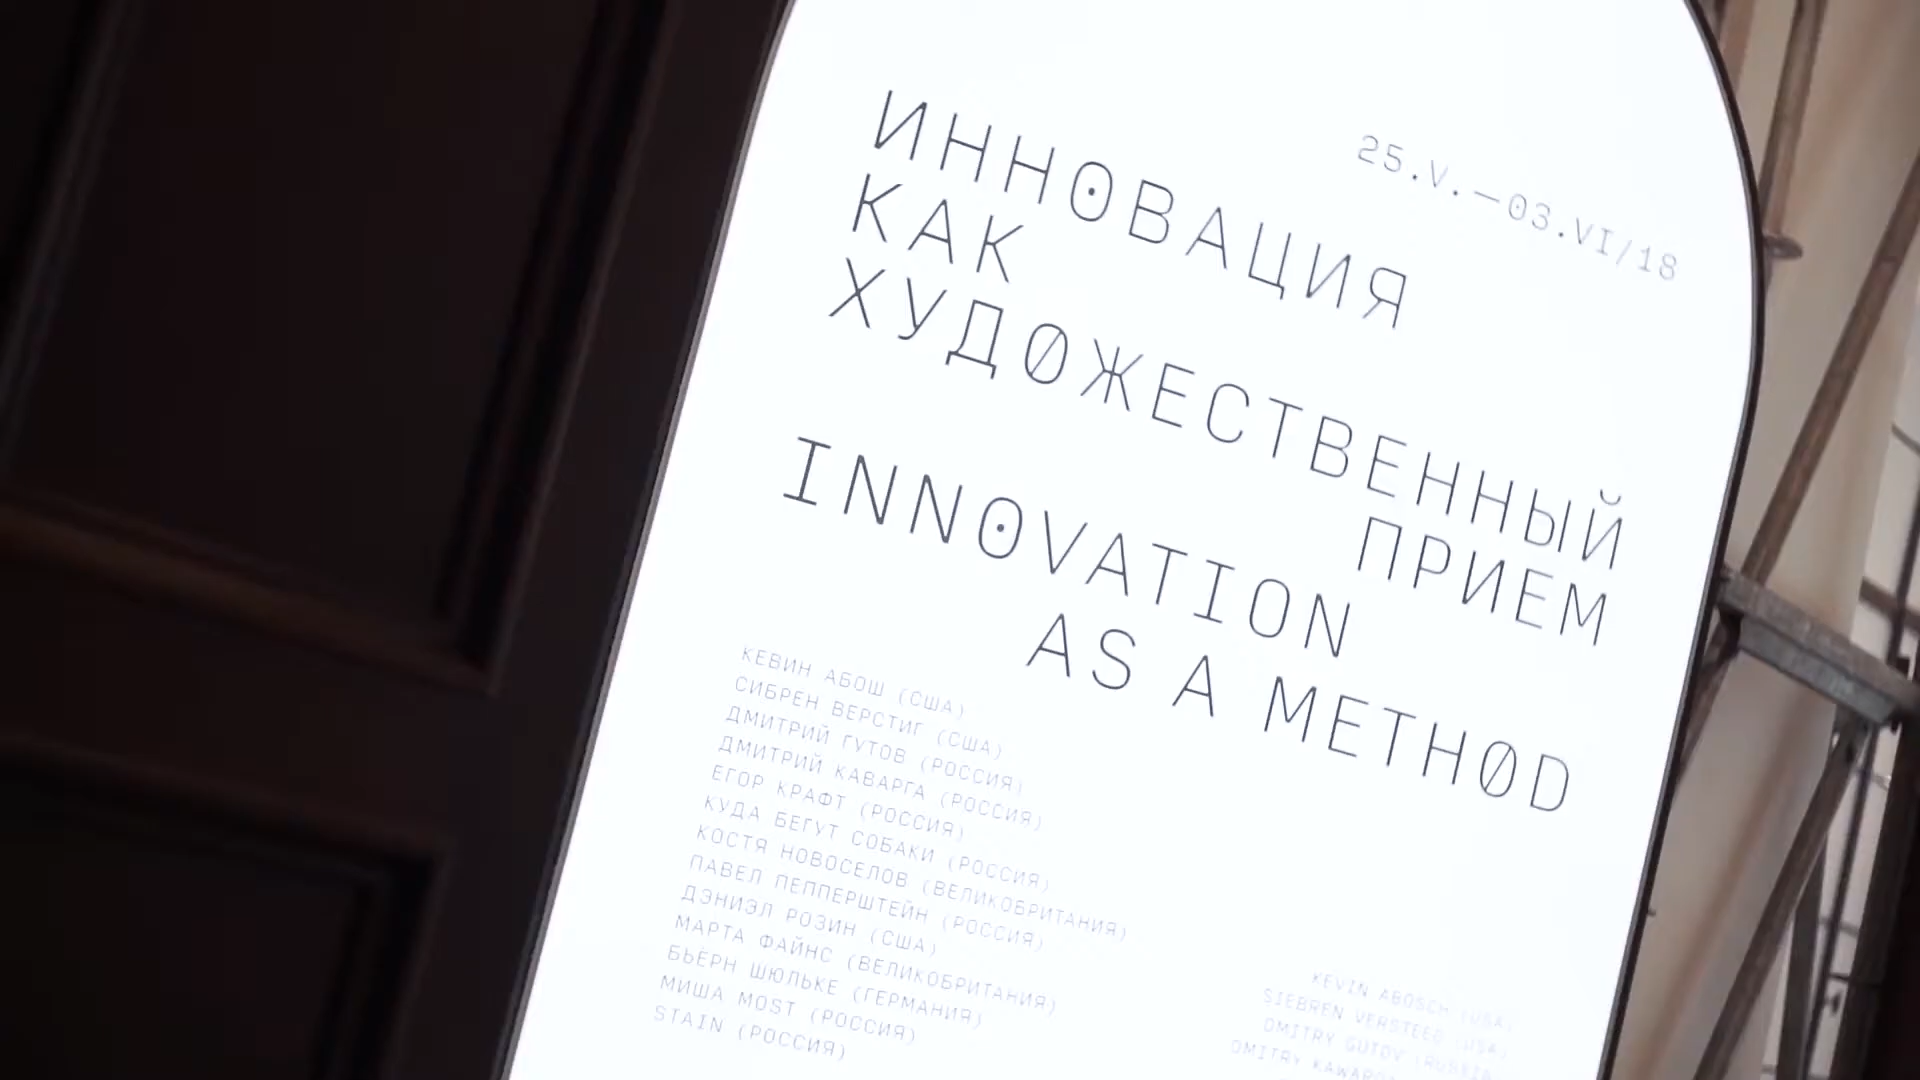 25.V.—03.VI/18
ИННОВАЦИЯ
КАК
ХУДОЖЕСТВЕННЫЙ
ПРИЕМ
INNOVATION
AS A METHOD
КЕВИН АБОШ (США)
СИБРЕН ВЕРСТИГ (США)
ДМИТРИЙ ГУТОВ (РОССИЯ)
ДМИТРИЙ КАВАРГА (РОССИЯ)
ЕГОР КРАФТ (РОССИЯ)
КУДА БЕГУТ СОБАКИ (РОССИЯ)
КОСТЯ НОВОСЕЛОВ (ВЕЛИКОБРИТАНИЯ)
ПАВЕЛ ПЕППЕРШТЕЙН (РОССИЯ)
ДЭНИЭЛ РОЗИН (США)
МАРТА ФАЙНС (ВЕЛИКОБРИТАНИЯ)
БЬЕРН ШЮЛЬКЕ (ГЕРМАНИЯ)
МИША MOST (РОССИЯ)
STAIN (РОССИЯ)
KEVIN ABOSCH (USA)
SIEBREN VERSTEEG (USA)
DMITRY GUTOV (RUSSIA
DMITRY